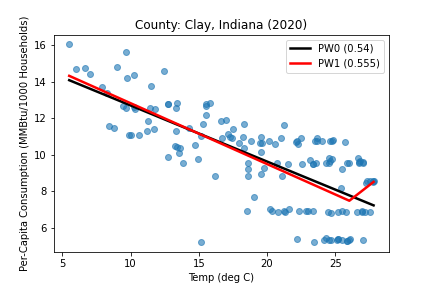 County: Clay, Indiana (2020)
PW0 (0.54)
PW1 (0.555)
Per-Capita Consumption (MMBtu/1000 Households)
16
14
12
10
8
6
5 10 15 20 25
Temp (deg C)